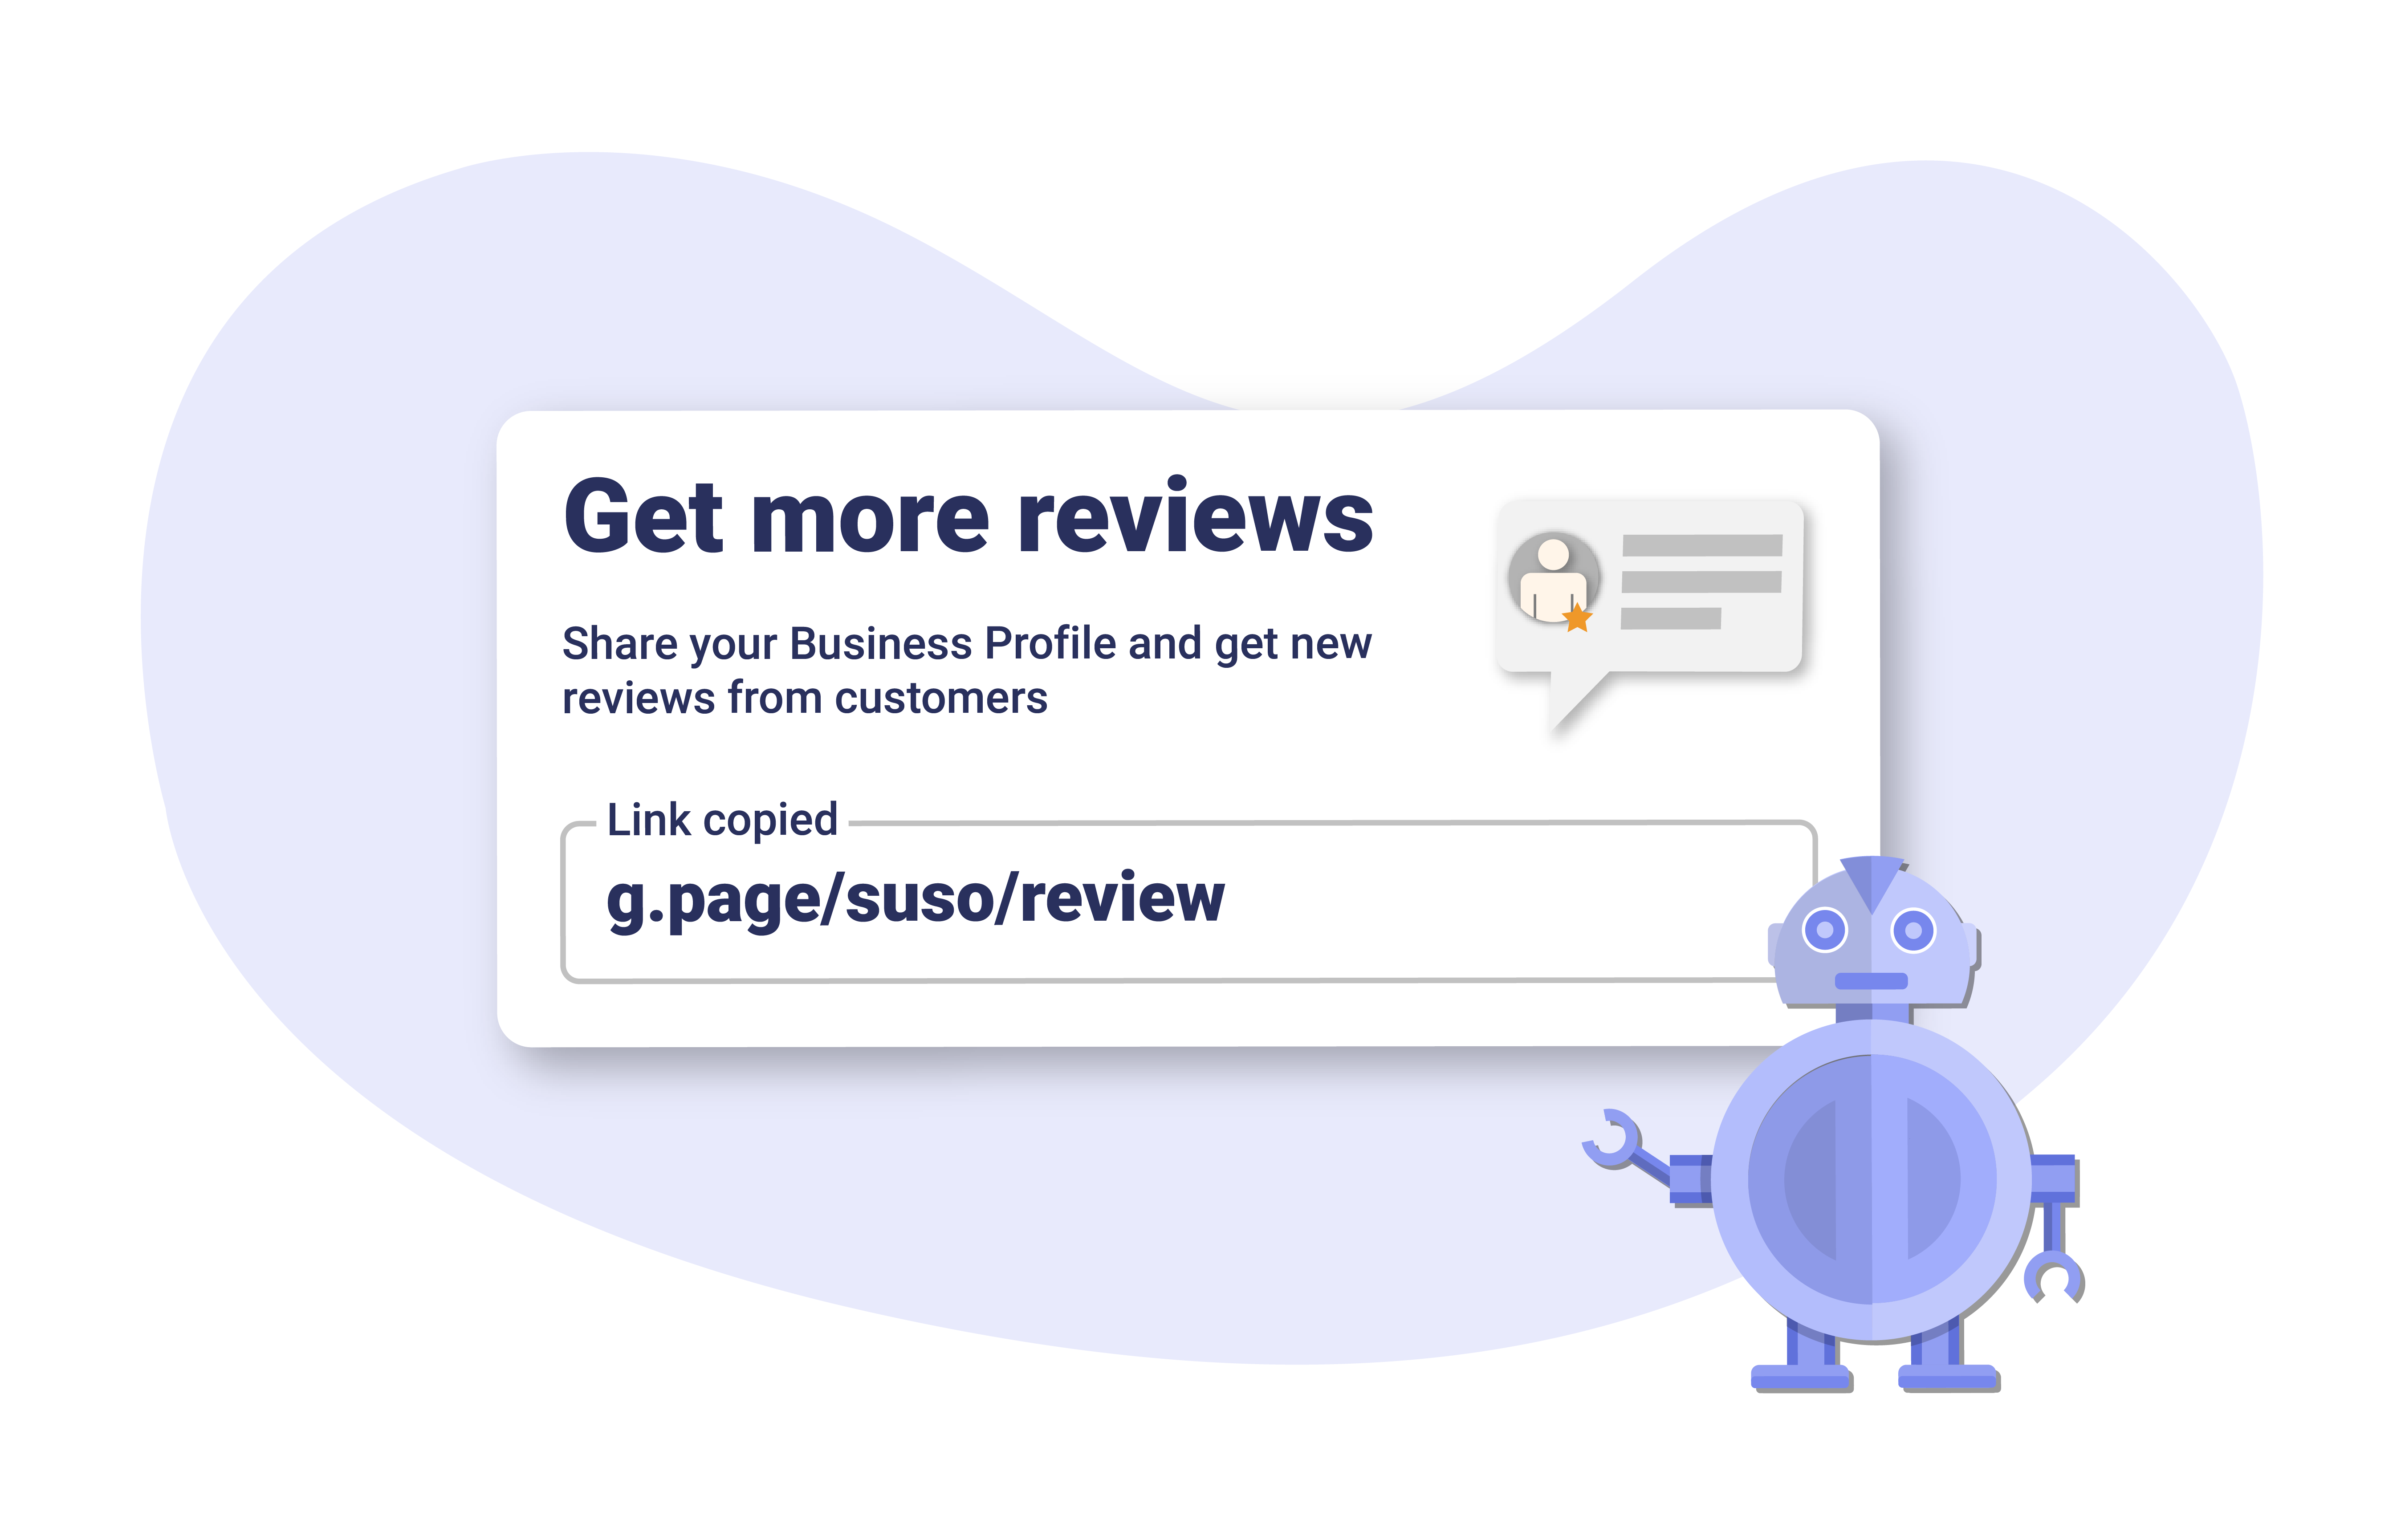 Get more reviews
Share your Business Profile and get new
reviews from customers
Link copied
g.page/suso/review